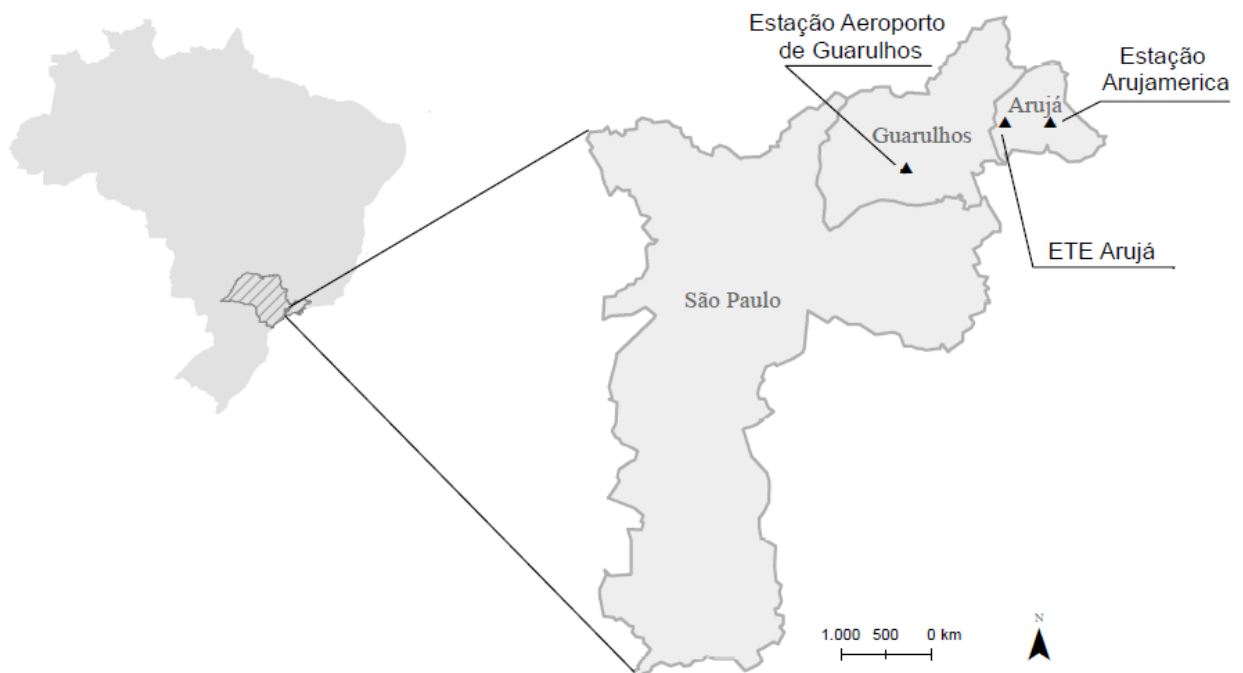 Estação Aeroporto
de Guarulhos
Estação
Arujamerica
Arujá
Guarulhos
ETE Arujá
São Paulo
1.000 500 0 km
N